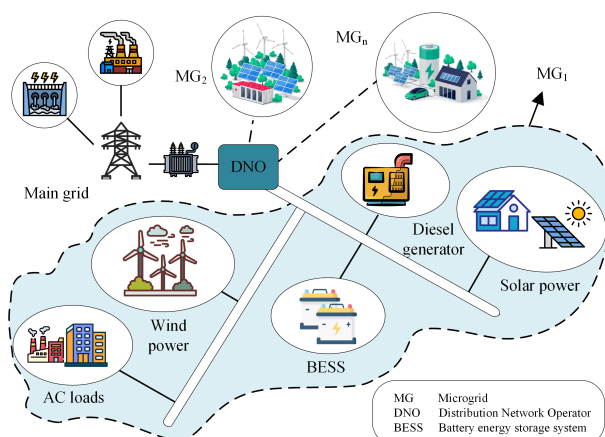 MG2
MGn
MG1
DNO
Main grid
Diesel
generator
Solar power
Wind
power
BESS
AC loads
MG Microgrid
DNO Distribution Network Operator
BESS Battery energy storage system